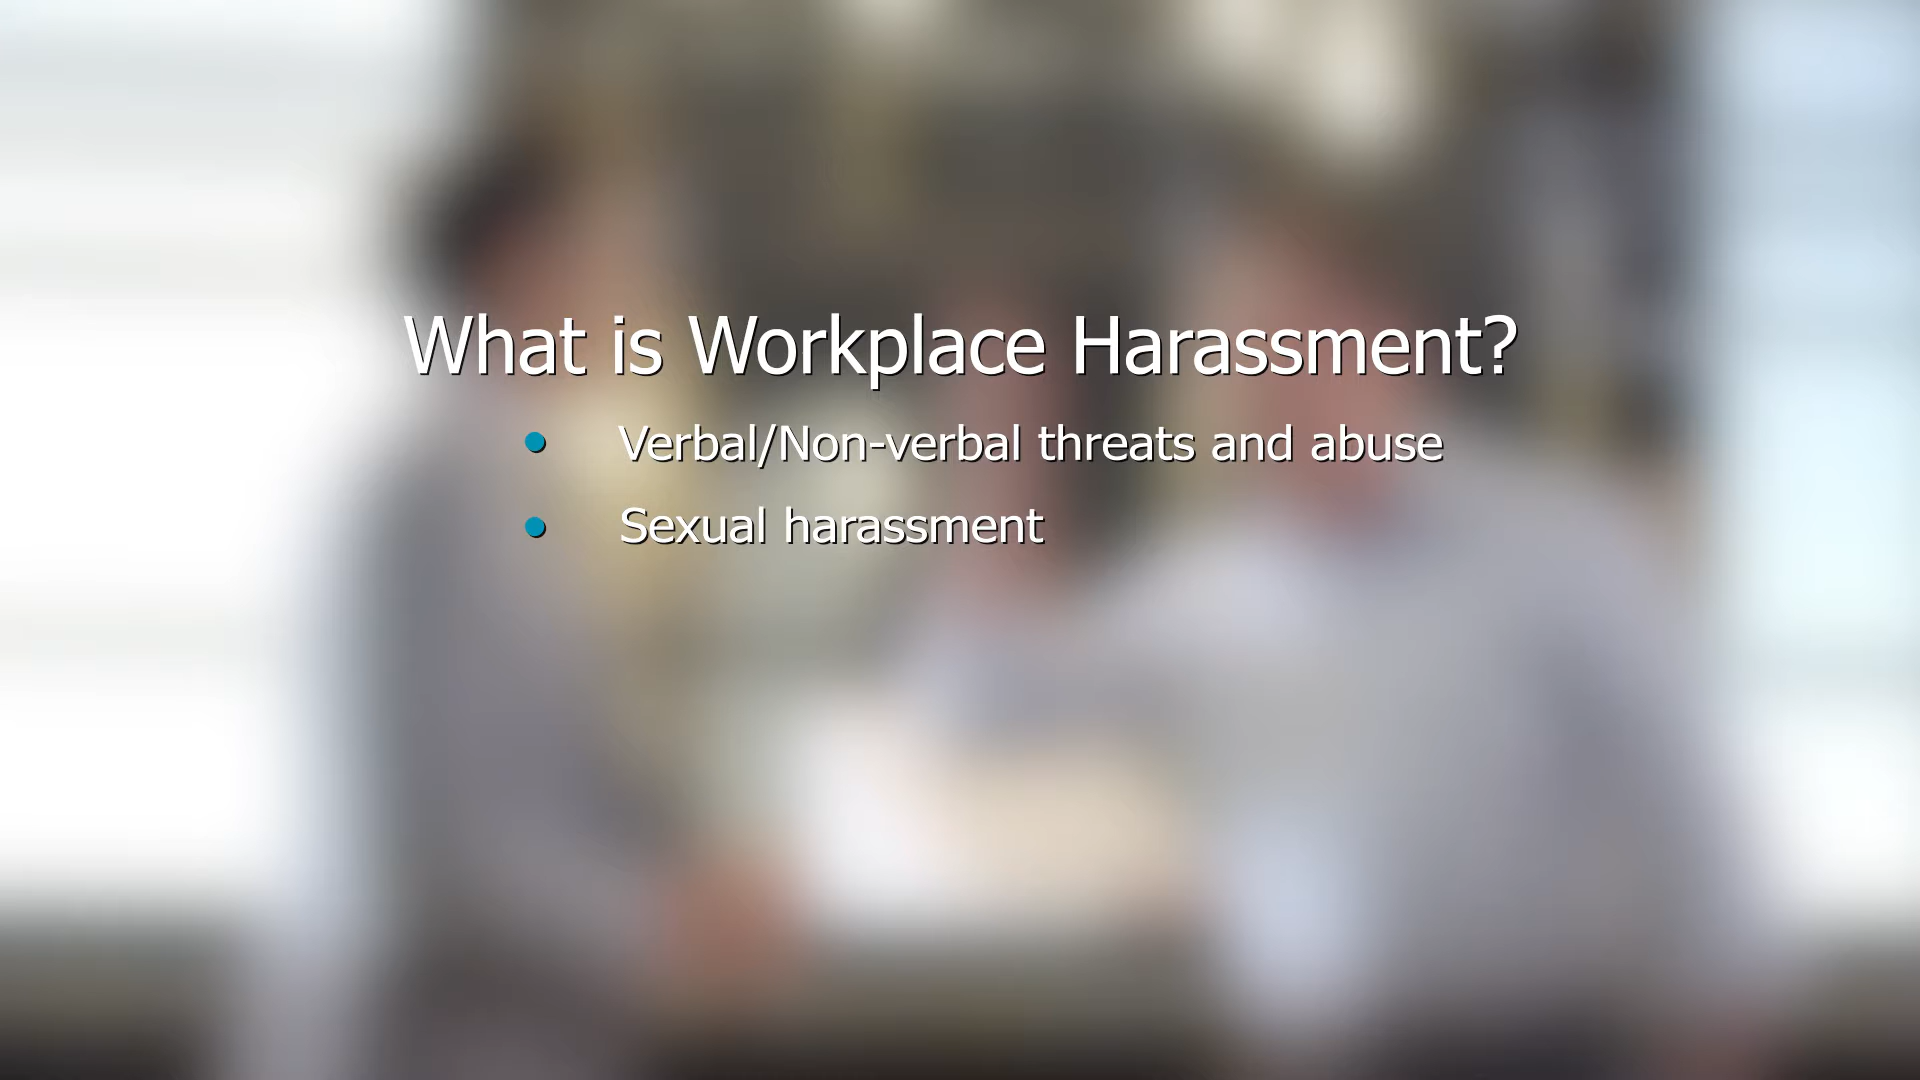 What is Workplace Harassment?
• Verbal/Non-verbal threats and abuse
• Sexual harassment